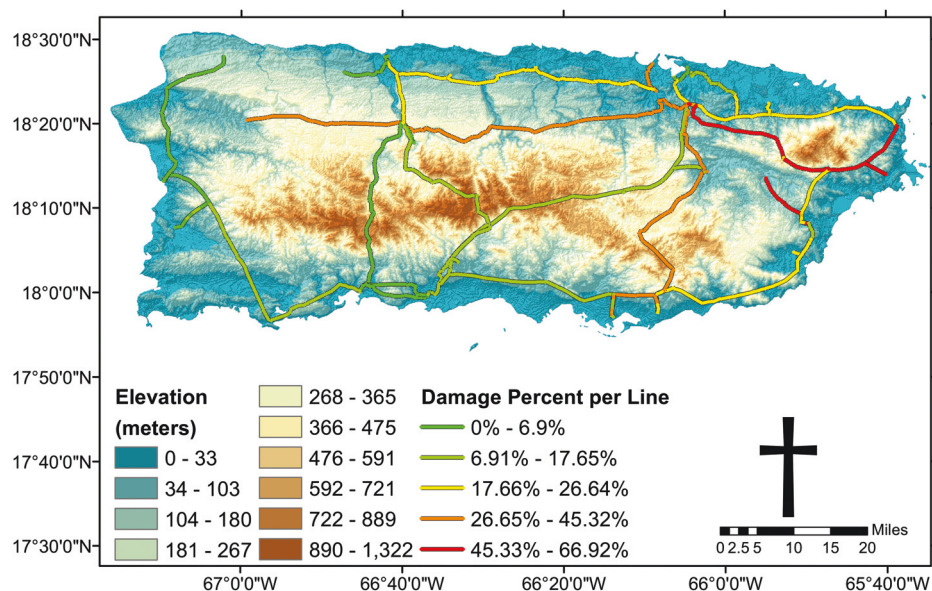 18°30'0"N
18°20'0"N
18°10'0"N
18°0'0"N
17°50'0"N
17°40'0"N
17°30'0"N
Elevation
(meters)
0 - 33
34 - 103
104 - 180
181 - 267
268 - 365
366 - 475
476 - 591
592 - 721
722 - 889
890 - 1,322
Damage Percent per Line
0% - 6.9%
6.91% - 17.65%
17.66% - 26.64%
26.65% - 45.32%
45.33% - 66.92%
Miles
0 2.5 5 10 15 20
67°0'0"W 66°40'0"W 66°20'0"W 66°0'0"W 65°40'0"W